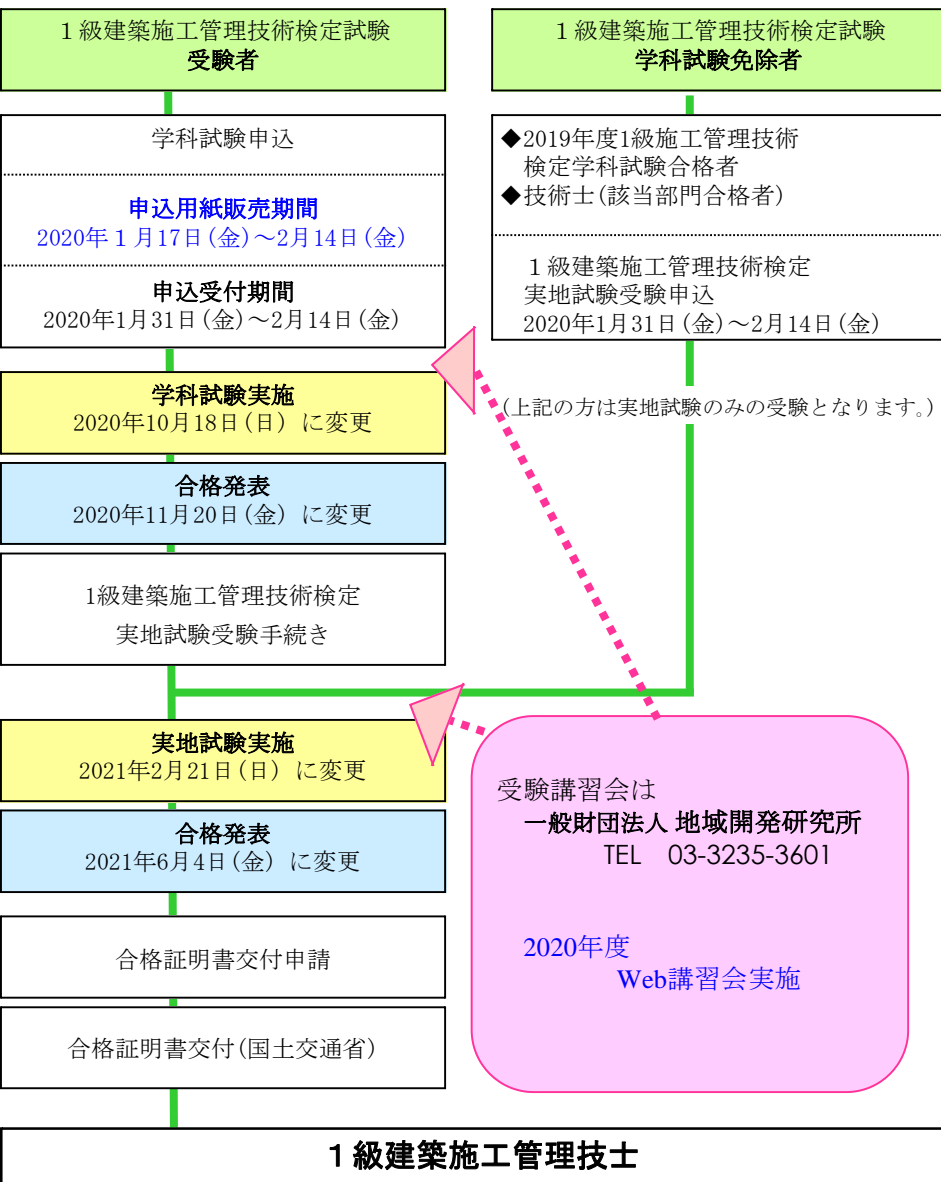 １級建築施工管理技術検定試験
受験者
学科試験申込
申込用紙販売期間
2020年１月17日(金)～2月14日(金)
申込受付期間
2020年1月31日(金)～2月14日(金)
学科試験実施
2020年10月18日(日) に変更
合格発表
2020年11月20日(金) に変更
1級建築施工管理技術検定
実地試験受験手続き
実地試験実施
2021年2月21日(日) に変更
合格発表
2021年6月4日(金) に変更
合格証明書交付申請
合格証明書交付(国土交通省)
１級建築施工管理技術検定試験
学科試験免除者
◆2019年度1級施工管理技術
検定学科試験合格者
◆技術士(該当部門合格者)
１級建築施工管理技術検定
実地試験受験申込
2020年1月31日(金)～2月14日(金)
(上記の方は実地試験のみの受験となります。)
受験講習会は
一般財団法人 地域開発研究所
TEL 03-3235-3601
2020年度
Web講習会実施
１級建築施工管理技士